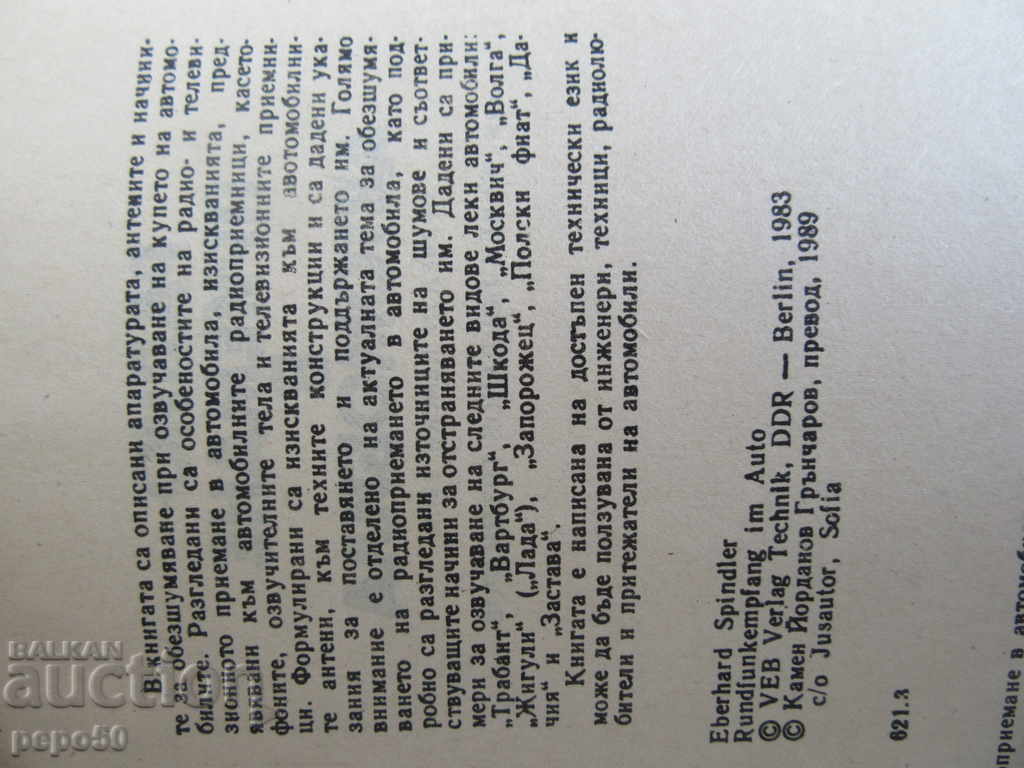 В книгата са описани апаратурата, антемите и начини-
те за обезшумяване при озвучаване на купето на автомо-
билите. Разгледани са особеностите на радио- и телеви-
зионното приемане в автомобила, изискванията, пред-
явявани към автомобилните радиоприемници, касето-
фоните, озвучителните тела и телевизионните приемни-
ци. Формулирани са изискванията към автотомобилни-
те антени, към техните конструкции и са дадени ука-
зания за поставянето и поддържането им. Голямо
внимание е отделено на актуалната тема за обезшумя-
ването на радиоприемането в автомобила, като под-
робно са разгледани източниците на шумове и съответ-
ствуващите начини за отстраняването им. Дадени са при-
мери за озвучаване на следните видове леки автомобили:
„Трабант“, „Вартбург“, „Шкода“, „Москвич“, „Волга“,
„Жигули“ („Лада“), „Запорожец“, „Полски фиат“, „Да-
чия“ и „Застава“.
Книгата е написана на достъпен технически език и
може да бъде ползувана от инженери, техници, радиолю-
бители и притежатели на автомобили.
Eberhard Spindler
Rundfunkempfang im Auto
© VEB Verlag Technik, DDR — Berlin, 1983
© Камен Йорданов Грънчаров, превод, 1989
c/o Jusautor, Sofia
621.3
BALKAN
auction
pepo50